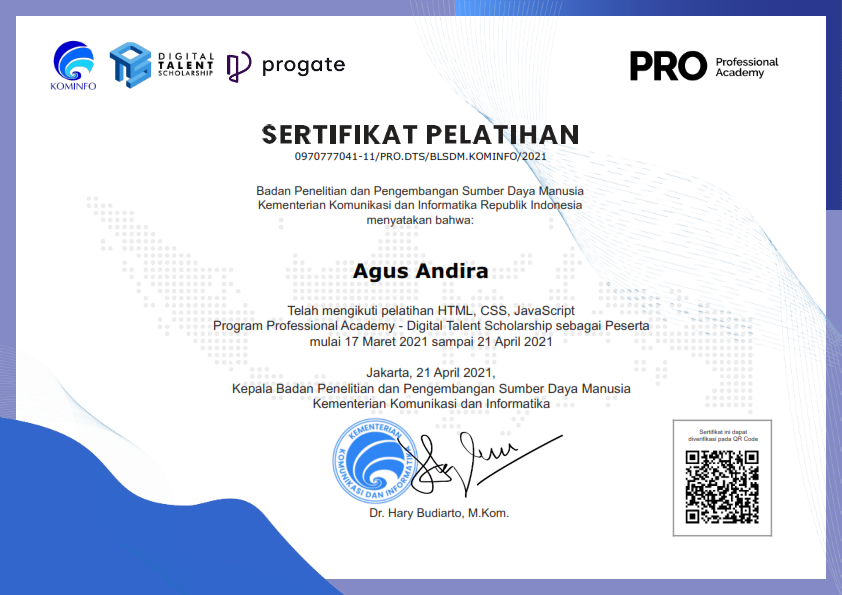 KOMINFO
DIGITAL
TALENT
SCHOLARSHIP
progate
PRO
Professional
Academy
SERTIFIKAT PELATIHAN
0970777041-11/PRO.DTS/BLSDM.KOMINFO/2021
Badan Penelitian dan Pengembangan Sumber Daya Manusia
Kementerian Komunikasi dan Informatika Republik Indonesia
menyatakan bahwa:
Agus Andira
Telah mengikuti pelatihan HTML, CSS, JavaScript
Program Professional Academy - Digital Talent Scholarship sebagai Peserta
mulai 17 Maret 2021 sampai 21 April 2021
Jakarta, 21 April 2021,
Kepala Badan Penelitian dan Pengembangan Sumber Daya Manusia
Kementerian Komunikasi dan Informatika
KEMENTERIAN
KOMUNIKASI DAN INFORMATIKA
Dr. Hary Budiarto, M.Kom.
Sertifikat ini dapat
diverifikasi pada QR Code